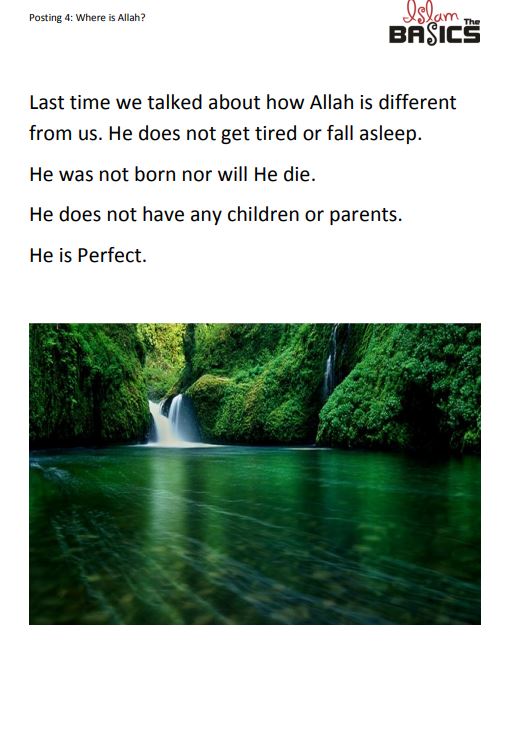 Posting 4: Where is Allah?
Islam
The
BASICS
Last time we talked about how Allah is different
from us. He does not get tired or fall asleep.
He was not born nor will He die.
He does not have any children or parents.
He is Perfect.